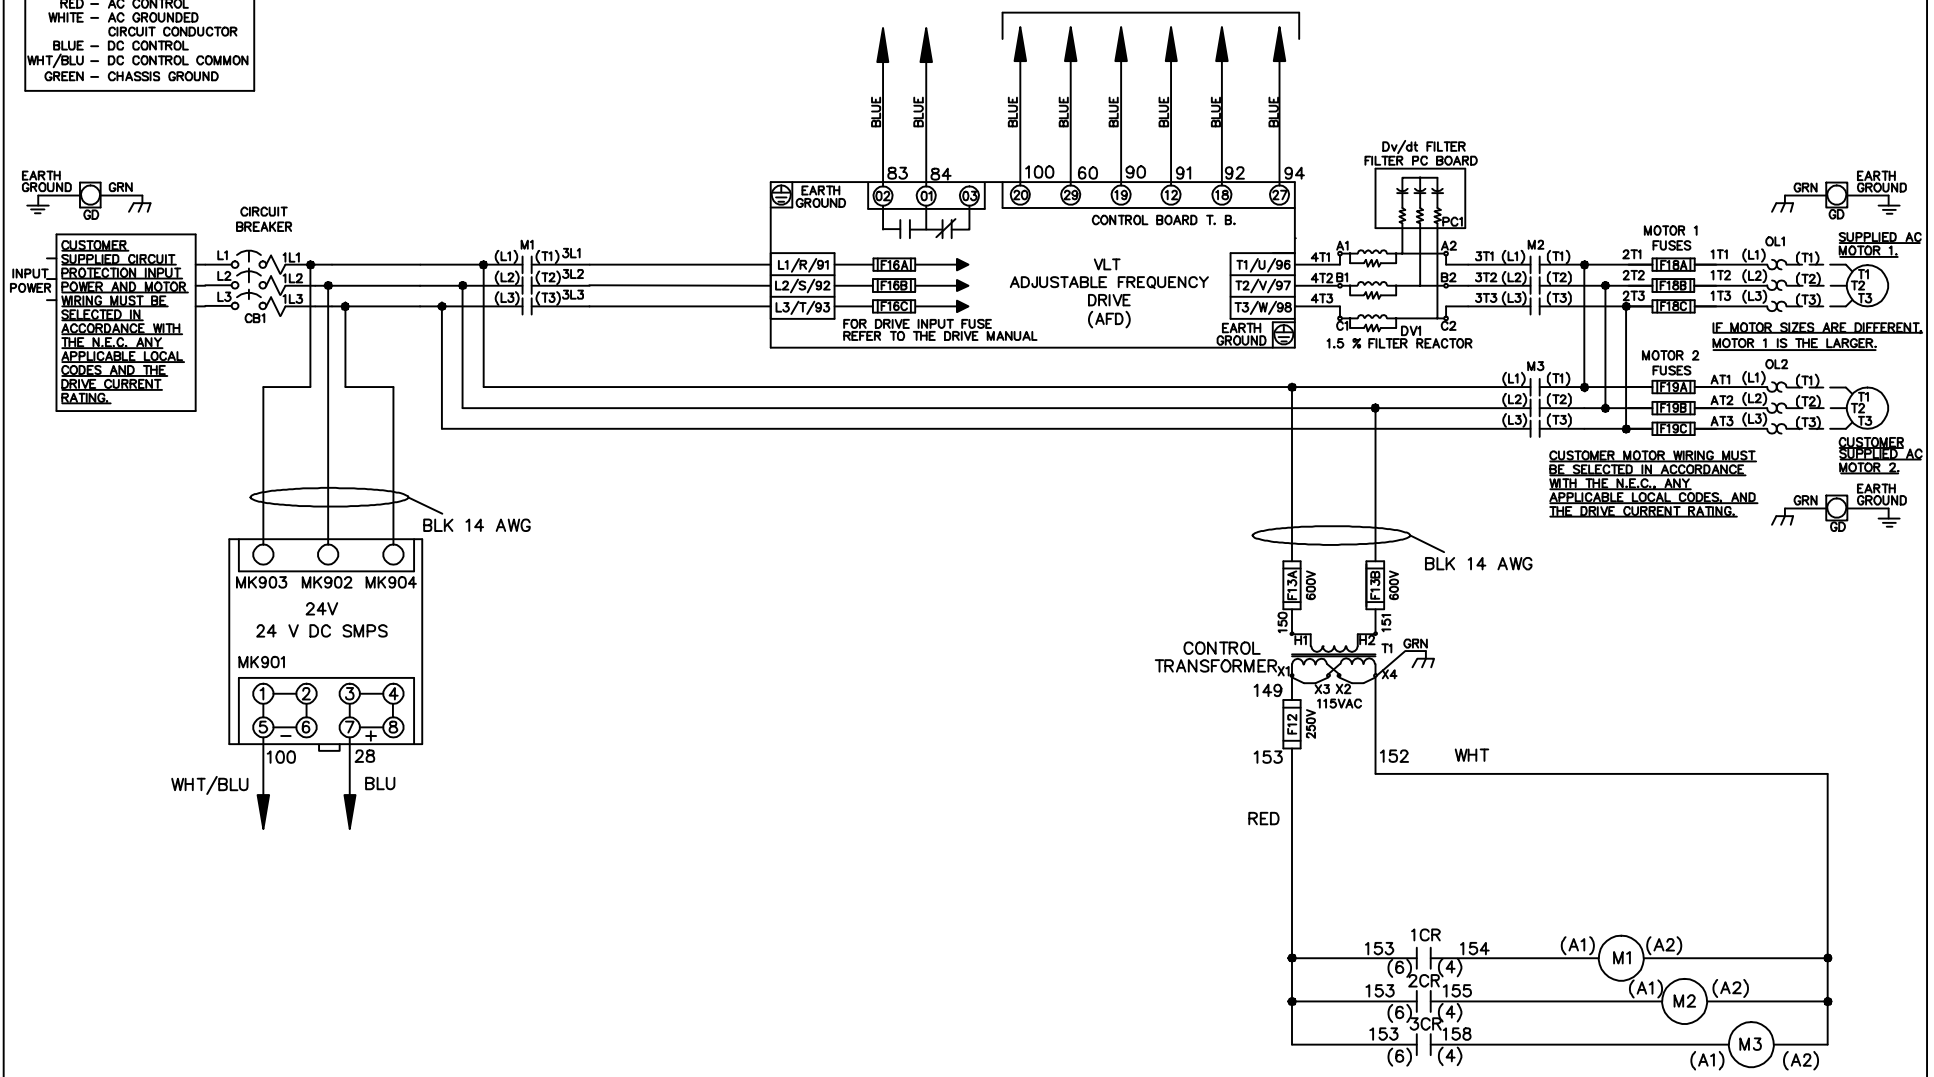 RED - AC CONTROL
WHITE - AC GROUNDED
CIRCUIT CONDUCTOR
BLUE - DC CONTROL
WHT/BLU - DC CONTROL COMMON
GREEN - CHASSIS GROUND
EARTH
GROUND
GRN
GD
CUSTOMER
SUPPLIED CIRCUIT
PROTECTION INPUT
POWER AND MOTOR
WIRING MUST BE
SELECTED IN
ACCORDANCE WITH
THE N.E.C. ANY
APPLICABLE LOCAL
CODES AND THE
DRIVE CURRENT
RATING.
INPUT
POWER
CIRCUIT
BREAKER
L1 1L1
L2 1L2
L3 1L3
CB1
M1
(L1) (T1) 3L1
(L2) (T2) 3L2
(L3) (T3) 3L3
BLUE BLUE BLUE BLUE BLUE BLUE BLUE BLUE
83 84 100 60 90 91 92 94
EARTH
GROUND
02 01 03 20 29 19 12 18 27
CONTROL BOARD T. B.
L1/R/91 F16A
L2/S/92 F16B
L3/T/93 F16C
FOR DRIVE INPUT FUSE
REFER TO THE DRIVE MANUAL
VLT
ADJUSTABLE FREQUENCY
DRIVE
(AFD)
T1/U/96
T2/V/97
T3/W/98
EARTH
GROUND
4T1 A1 A2
4T2 B1 B2
4T3
C1 DV1 C2
1.5 % FILTER REACTOR
Dv/dt FILTER
FILTER PC BOARD
PC1
M2
3T1 (L1) (T1)
3T2 (L2) (T2)
3T3 (L3) (T3)
MOTOR 1
FUSES
2T1 F18A 1T1 (L1) (T1)
2T2 F18B 1T2 (L2) (T2)
2T3 F18C 1T3 (L3) (T3)
OL1
GRN
GD
EARTH
GROUND
SUPPLIED AC
MOTOR 1.
T1
T2
T3
IF MOTOR SIZES ARE DIFFERENT,
MOTOR 1 IS THE LARGER.
M3
(L1) (T1)
(L2) (T2)
(L3) (T3)
MOTOR 2
FUSES
OL2
F19A AT1 (L1) (T1)
F19B AT2 (L2) (T2)
F19C AT3 (L3) (T3)
T1
T2
T3
CUSTOMER
SUPPLIED AC
MOTOR 2.
CUSTOMER MOTOR WIRING MUST
BE SELECTED IN ACCORDANCE
WITH THE N.E.C., ANY
APPLICABLE LOCAL CODES, AND
THE DRIVE CURRENT RATING.
GRN
GD
EARTH
GROUND
BLK 14 AWG
MK903 MK902 MK904
24V
24 V DC SMPS
MK901
1 2 3 4
5 - 6 7 + 8
100 28
WHT/BLU BLU
BLK 14 AWG
F13A 600V F13B 600V
150 151
H1 H2
T1 GRN
CONTROL
TRANSFORMER
X1 X3 X2 X4
115VAC
149
F12 250V
153 152 WHT
RED
1CR
153 154 (A1) M1 (A2)
(6) (4)
2CR
153 155 (A1) M2 (A2)
(6) (4)
3CR
153 158 M3
(6) (4) (A1) (A2)